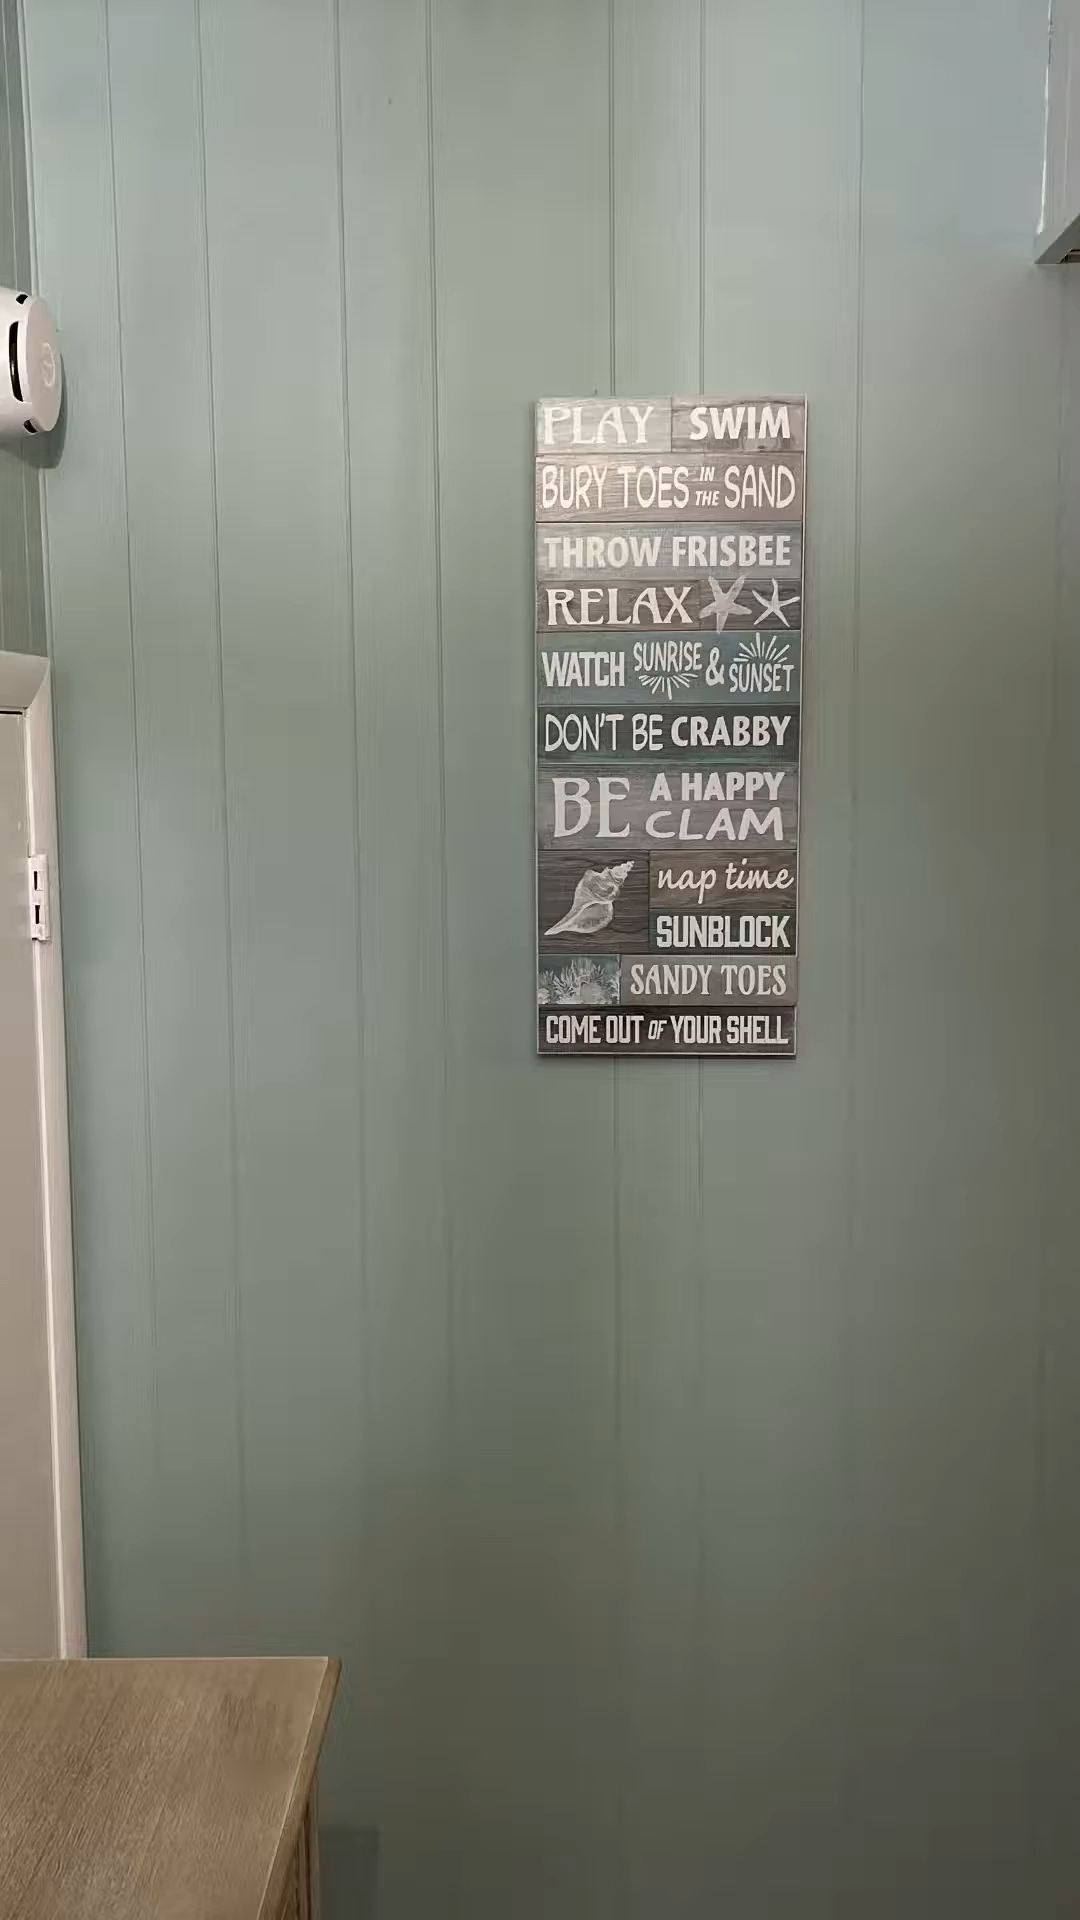 PLAY SWIM
BURY TOES IN THE SAND
THROW FRISBEE
RELAX
WATCH SUNRISE & SUNSET
DON'T BE CRABBY
BE A HAPPY
CLAM
nap time
SUNBLOCK
SANDY TOES
COME OUT OF YOUR SHELL